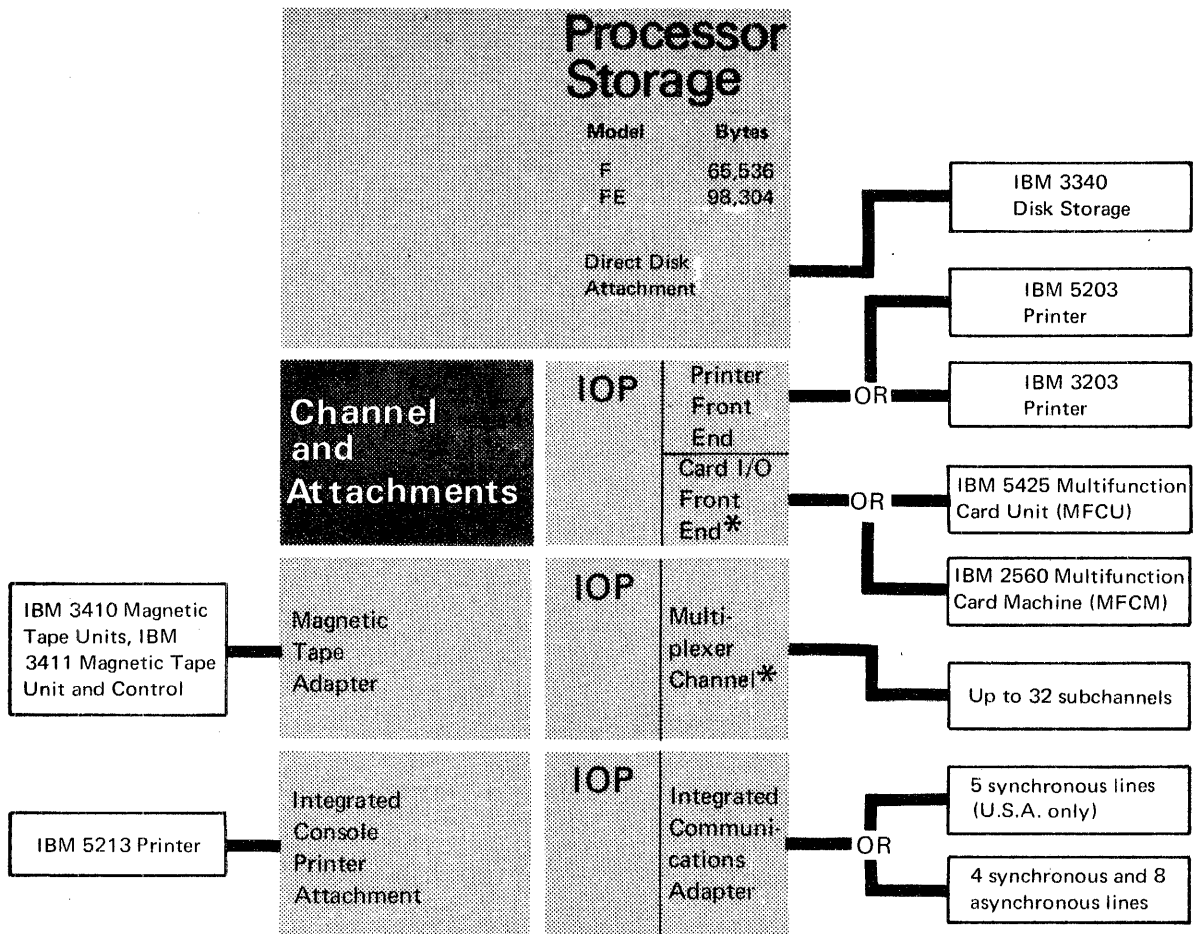 Processor
Storage
Model Bytes
F 65,536
FE 98,304
Direct Disk
Attachment
IBM 3340
Disk Storage
IBM 5203
Printer
Channel
and
Attachments
IOP
Printer
Front
End
OR
IBM 3203
Printer
Card I/O
Front
End*
OR
IBM 5425 Multifunction
Card Unit (MFCU)
IBM 2560 Multifunction
Card Machine (MFCM)
IBM 3410 Magnetic
Tape Units, IBM
3411 Magnetic Tape
Unit and Control
Magnetic
Tape
Adapter
IOP
Multi-
plexer
Channel*
Up to 32 subchannels
IBM 5213 Printer
Integrated
Console
Printer
Attachment
IOP
Integrated
Communi-
cations
Adapter
OR
5 synchronous lines
(U.S.A. only)
4 synchronous and 8
asynchronous lines